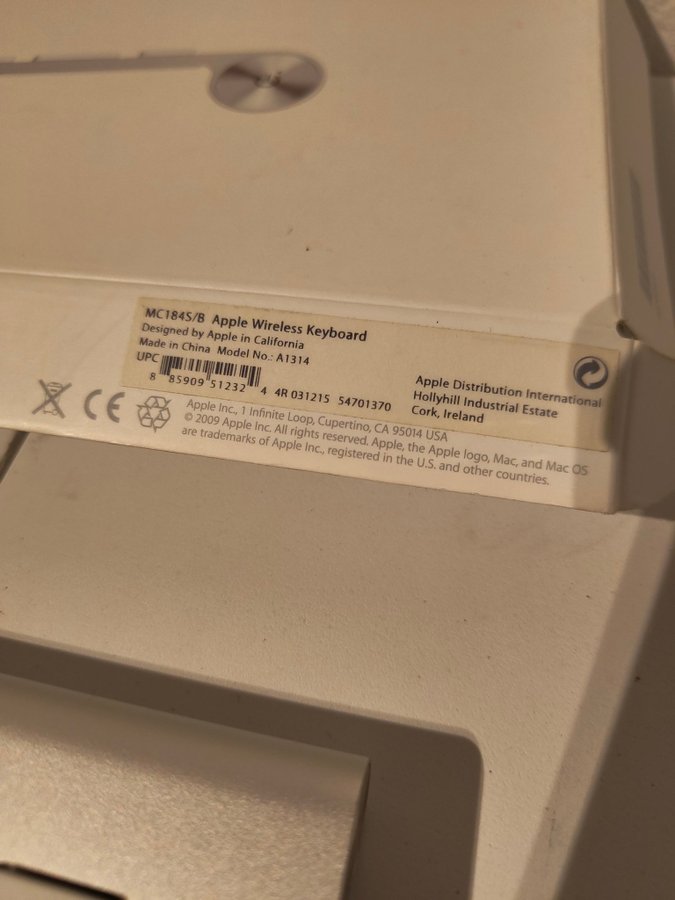 MC184S/B Apple Wireless Keyboard
Designed by Apple in California
Made in China Model No.: A1314
UPC
8 85909 51232 4 4R 031215 54701370
Apple Distribution International
Hollyhill Industrial Estate
Cork, Ireland
CE
Apple Inc., 1 Infinite Loop, Cupertino, CA 95014 USA
© 2009 Apple Inc. All rights reserved. Apple, the Apple logo, Mac, and Mac OS
are trademarks of Apple Inc., registered in the U.S. and other countries.